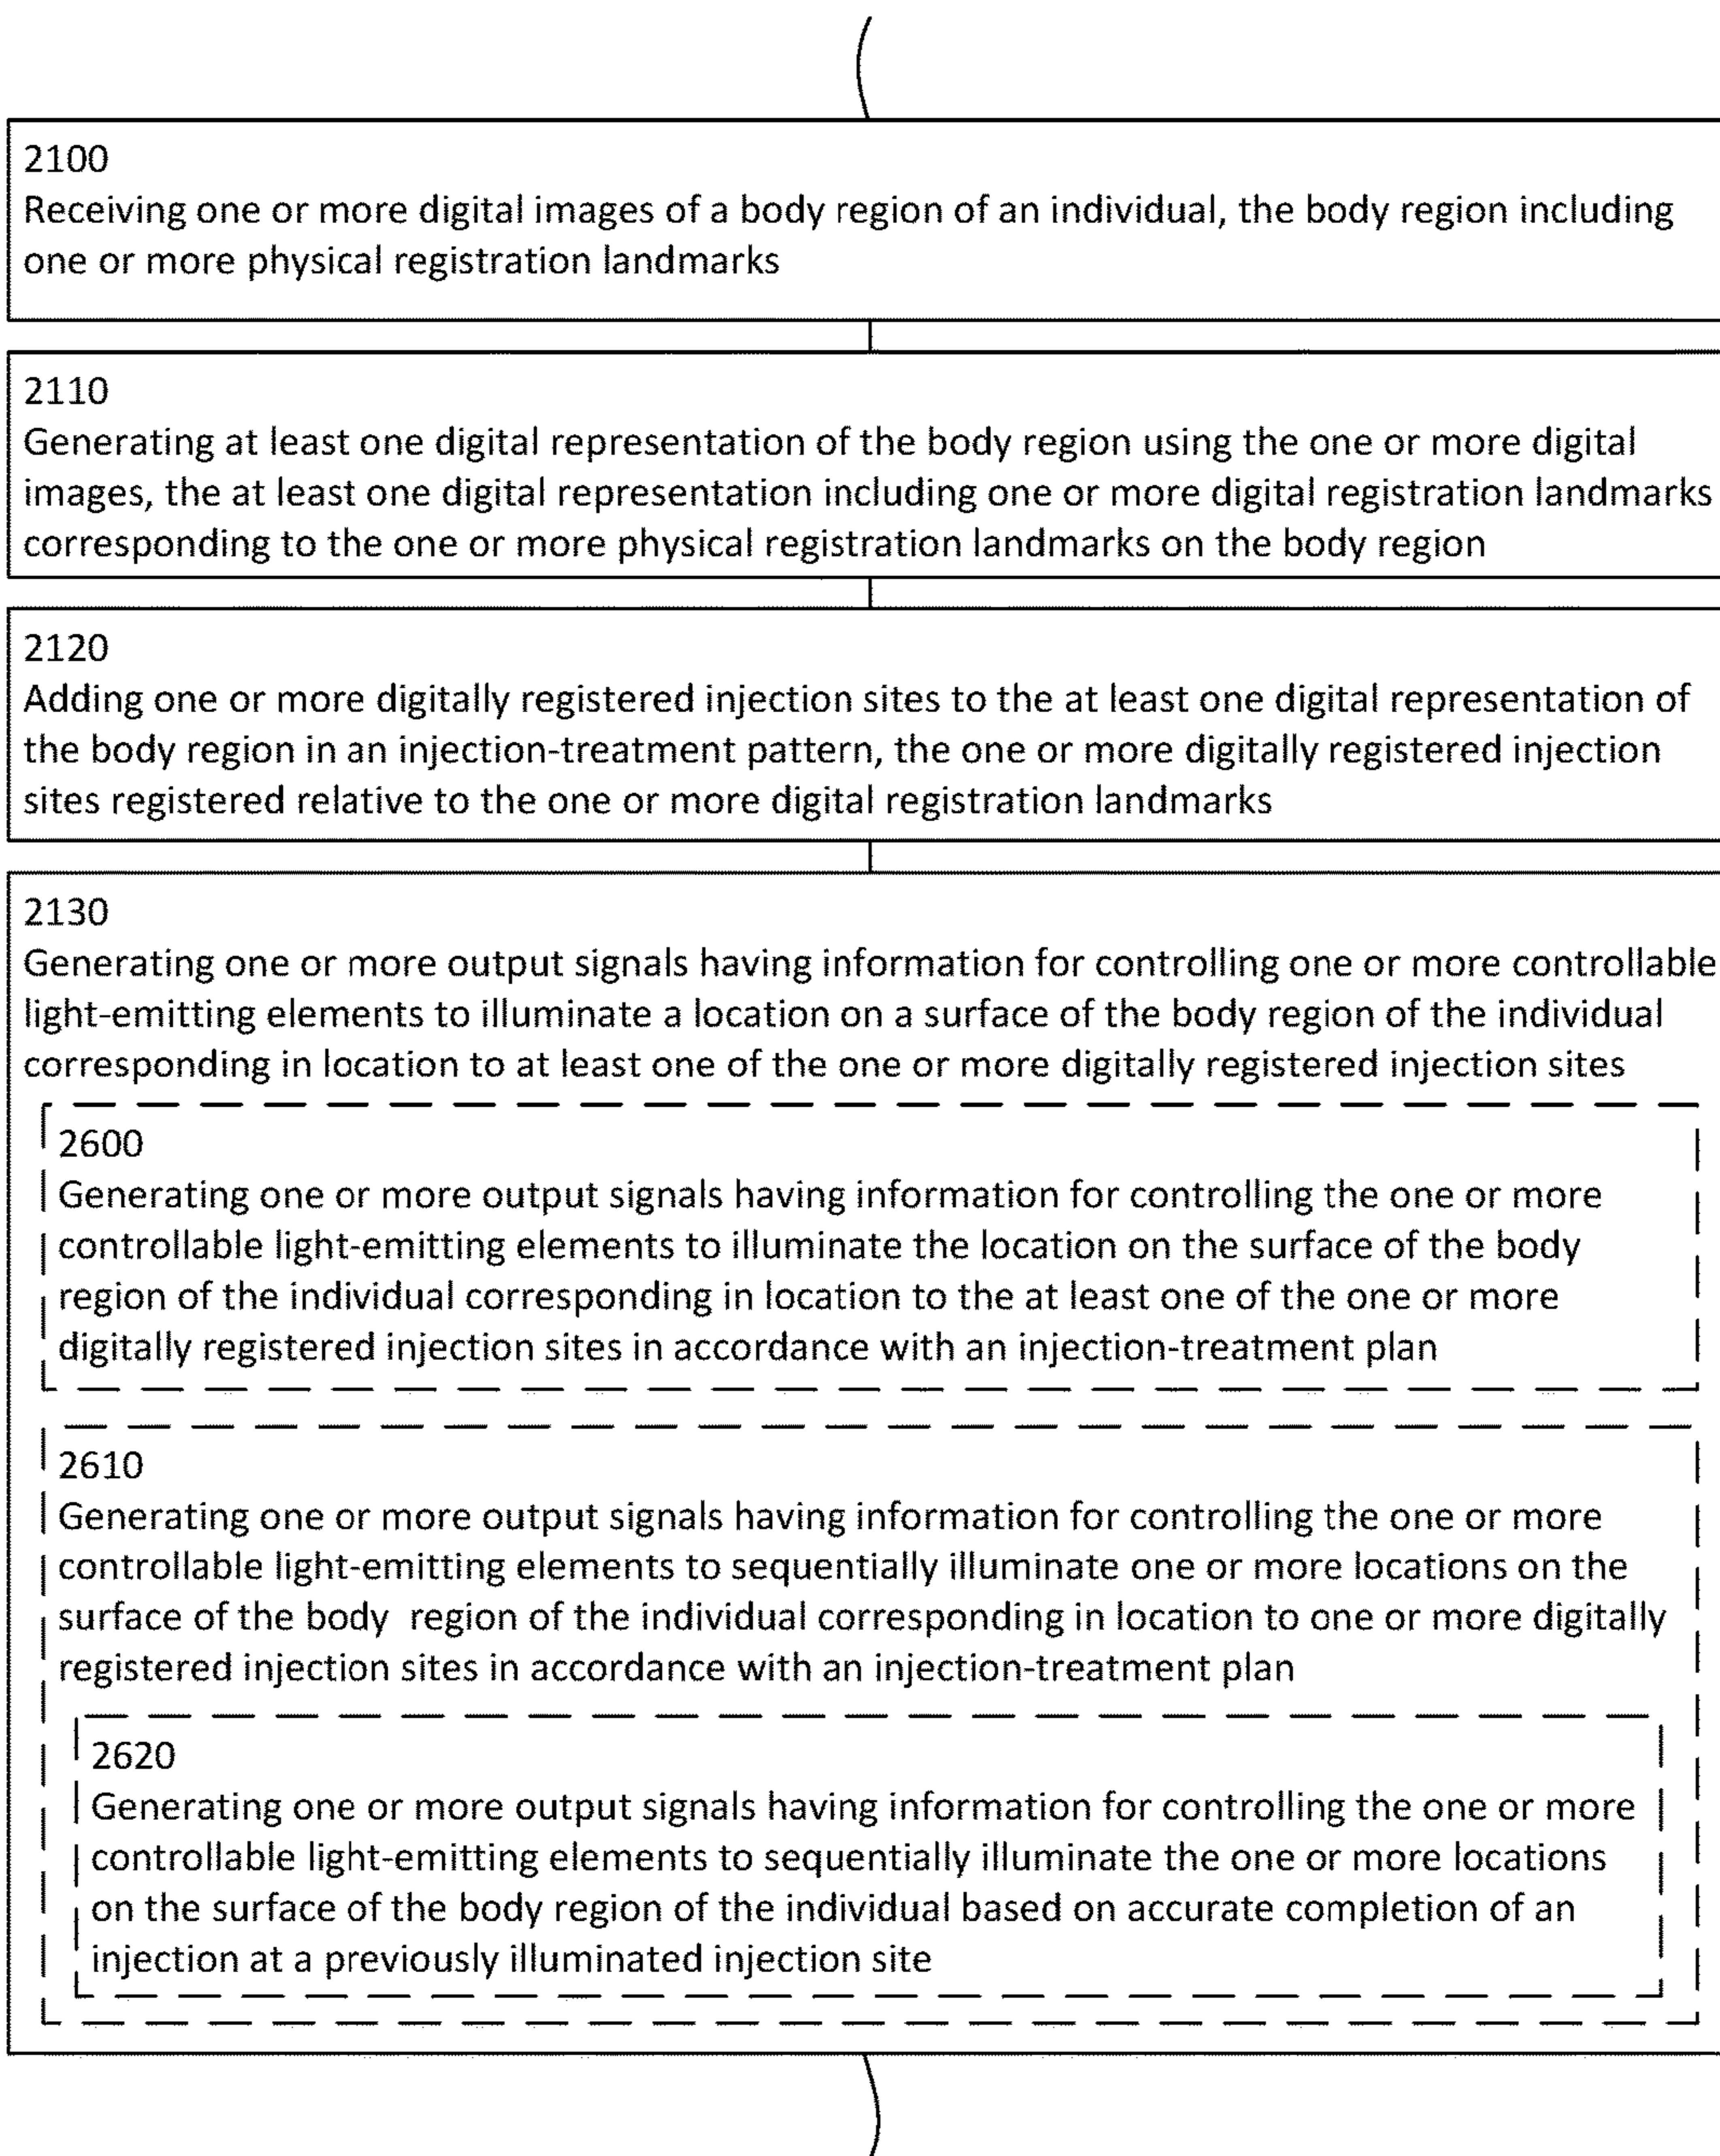 2100
Receiving one or more digital images of a body region of an individual, the body region including
one or more physical registration landmarks
2110
Generating at least one digital representation of the body region using the one or more digital
images, the at least one digital representation including one or more digital registration landmarks
corresponding to the one or more physical registration landmarks on the body region
2120
Adding one or more digitally registered injection sites to the at least one digital representation of
the body region in an injection-treatment pattern, the one or more digitally registered injection
sites registered relative to the one or more digital registration landmarks
2130
Generating one or more output signals having information for controlling one or more controllable
light-emitting elements to illuminate a location on a surface of the body region of the individual
corresponding in location to at least one of the one or more digitally registered injection sites
2600
Generating one or more output signals having information for controlling the one or more
controllable light-emitting elements to illuminate the location on the surface of the body
region of the individual corresponding in location to the at least one of the one or more
digitally registered injection sites in accordance with an injection-treatment plan
2610
Generating one or more output signals having information for controlling the one or more
controllable light-emitting elements to sequentially illuminate one or more locations on the
surface of the body region of the individual corresponding in location to one or more digitally
registered injection sites in accordance with an injection-treatment plan
2620
Generating one or more output signals having information for controlling the one or more
controllable light-emitting elements to sequentially illuminate the one or more locations
on the surface of the body region of the individual based on accurate completion of an
injection at a previously illuminated injection site